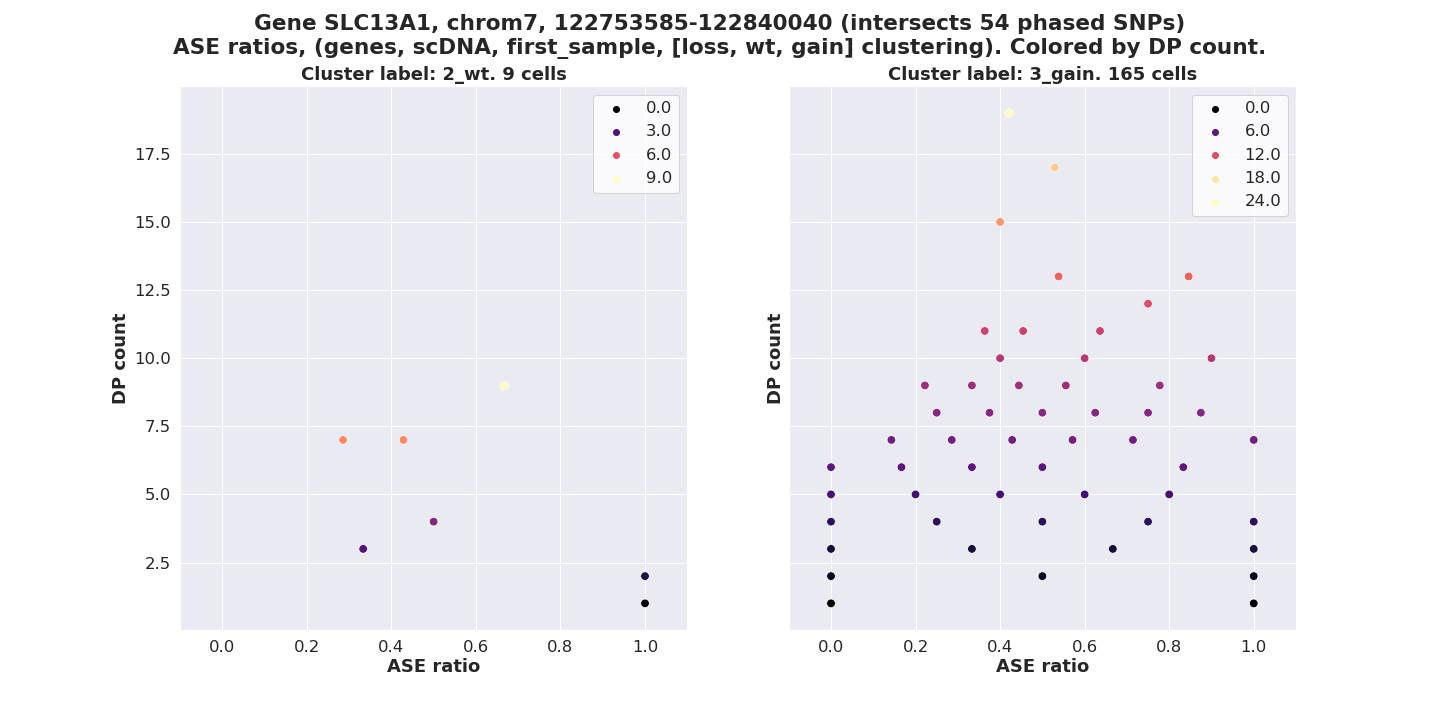 Gene SLC13A1, chrom7, 122753585-122840040 (intersects 54 phased SNPs)
ASE ratios, (genes, scDNA, first_sample, [loss, wt, gain] clustering). Colored by DP count.
Cluster label: 2_wt. 9 cells
0.0
3.0
6.0
9.0
17.5
15.0
12.5
10.0
7.5
5.0
2.5
DP count
0.0 0.2 0.4 0.6 0.8 1.0
ASE ratio
Cluster label: 3_gain. 165 cells
0.0
6.0
12.0
18.0
24.0
DP count
0.0 0.2 0.4 0.6 0.8 1.0
ASE ratio